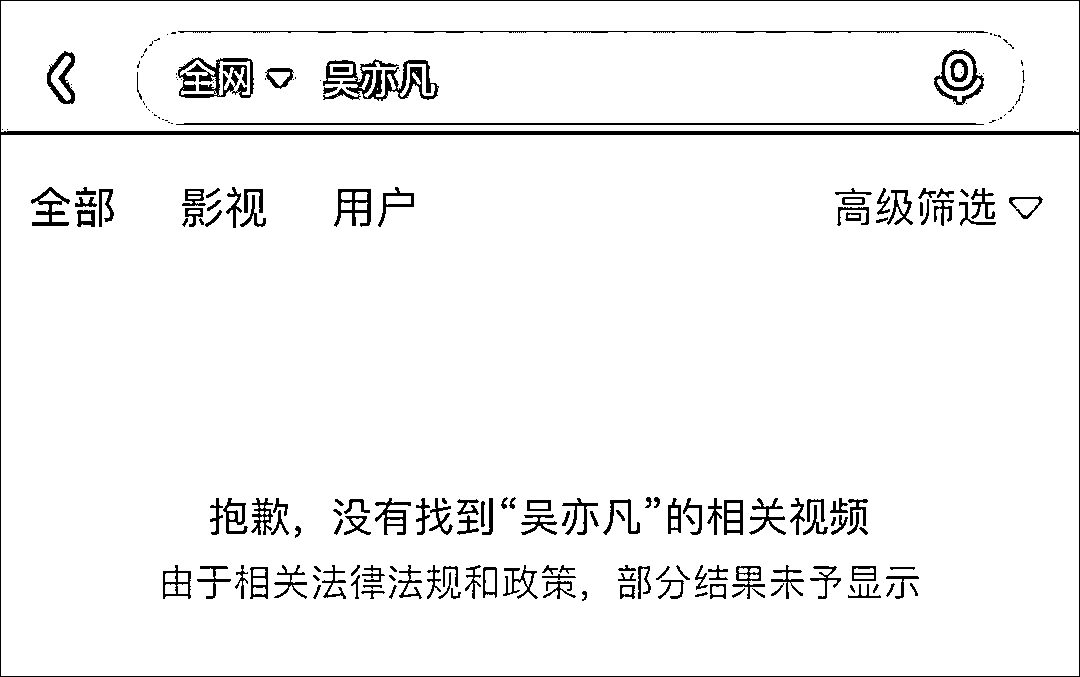 全网 吴亦凡
全部 影视 用户 高级筛选
抱歉，没有找到“吴亦凡”的相关视频
由于相关法律法规和政策，部分结果未予显示